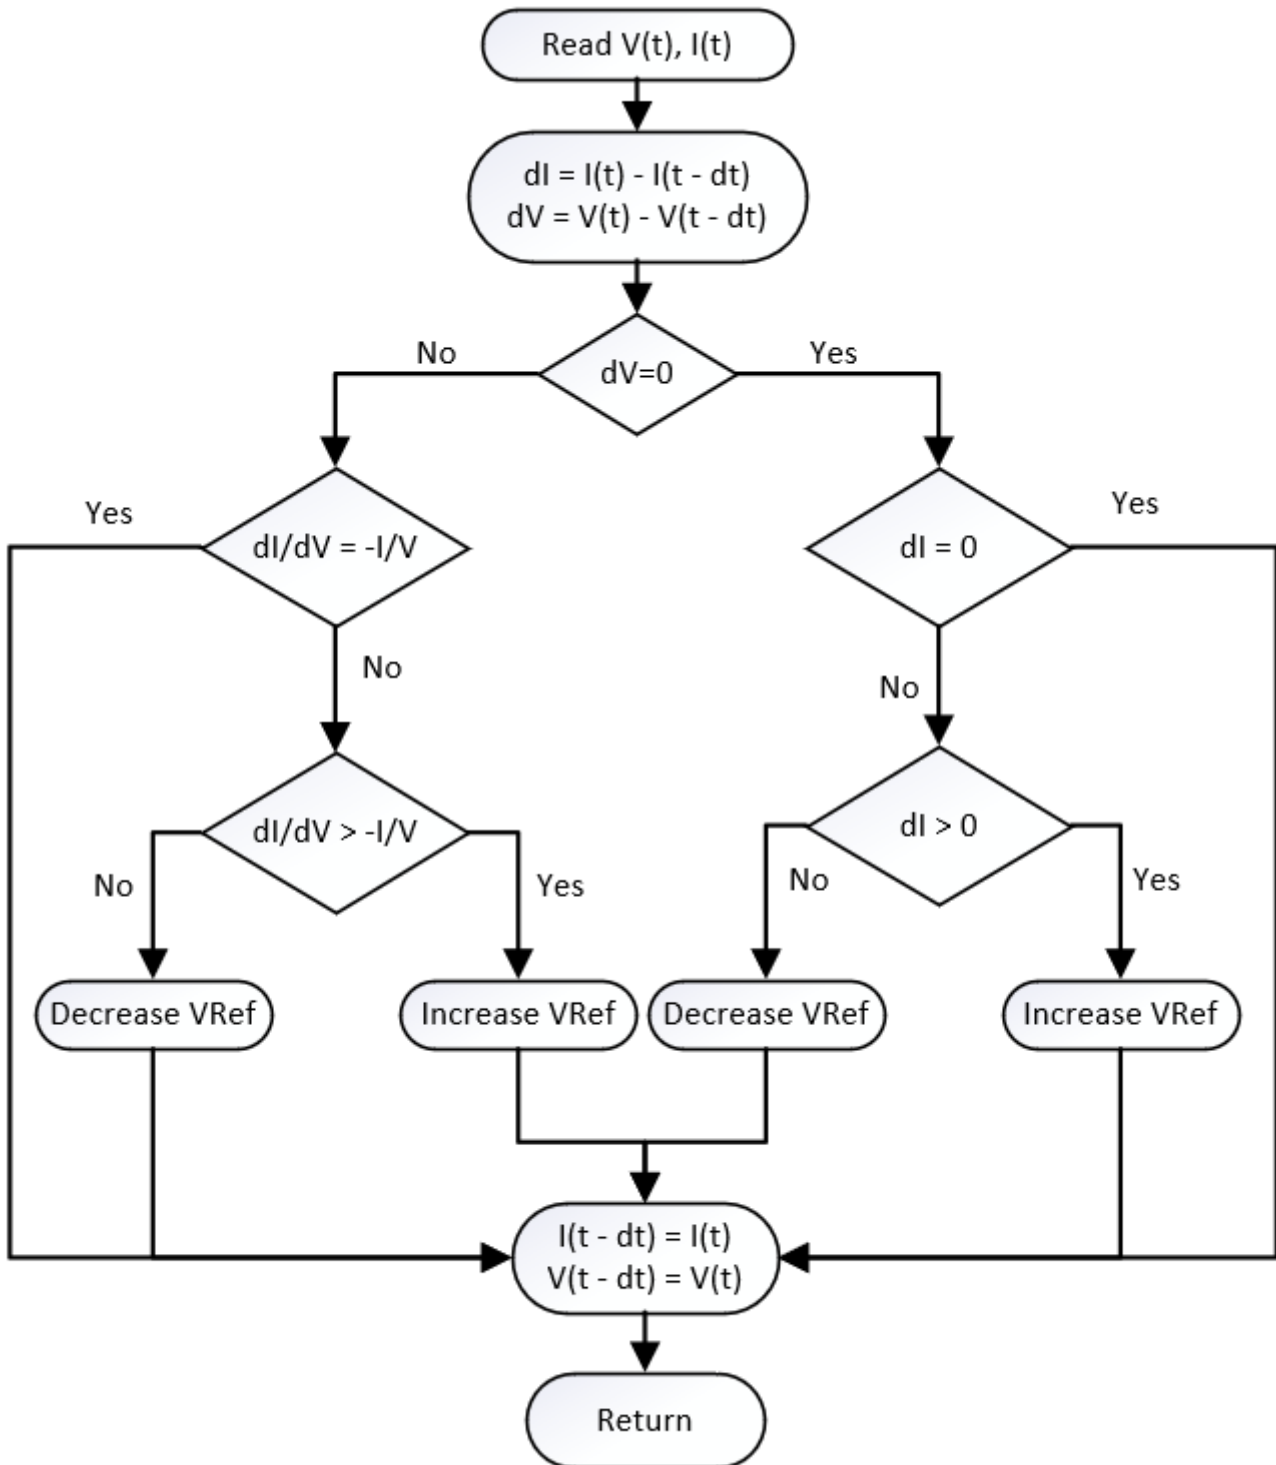 Read V(t), I(t)
dI = I(t) - I(t - dt)
dV = V(t) - V(t - dt)
No
Yes
dV=0
Yes
Yes
dI/dV = -I/V
dI = 0
No
No
dI/dV > -I/V
dI > 0
No
Yes
No
Yes
Decrease VRef
Increase VRef
Decrease VRef
Increase VRef
I(t - dt) = I(t)
V(t - dt) = V(t)
Return